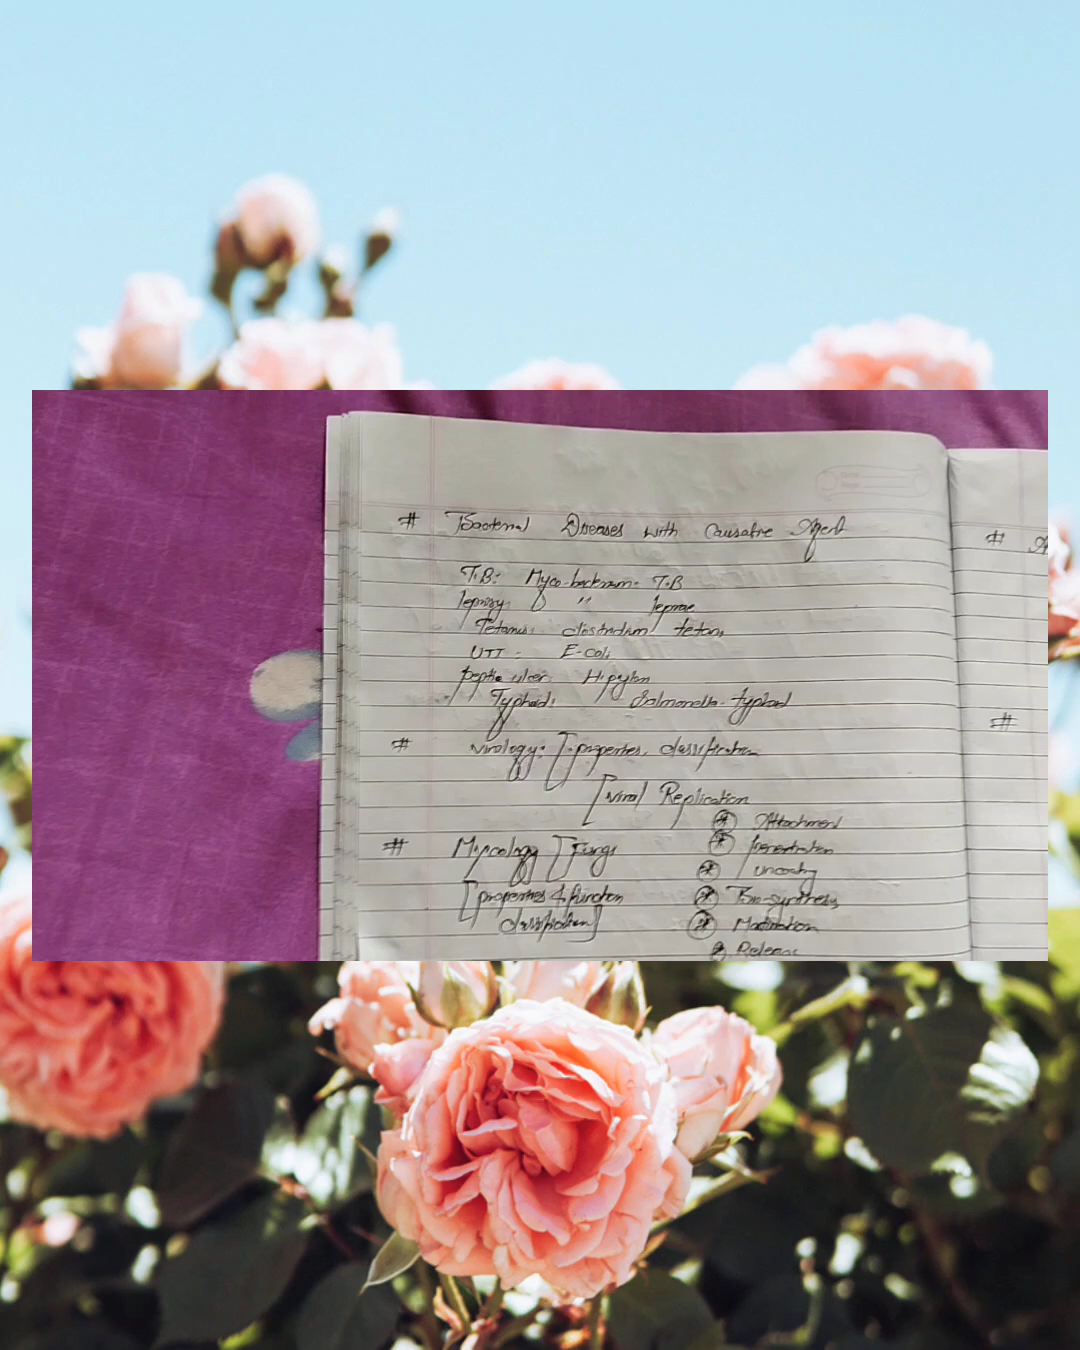 # Bacterial Diseases with Causative Agent
T.B: Myco-bacterium- T.B
leprosy: " leprae
Tetanus: clostridium tetani
UTI - E-coli
peptic ulcer: H.pylori
Typhoid: Salmonella-typhoid
# virology: [ properties, classification
[ viral Replication
Attachment
penentration
# Mycology [ Fungi
uncoating
[ properties & function
Bio-synthesis
classification ]
Maturation
Release
#
#